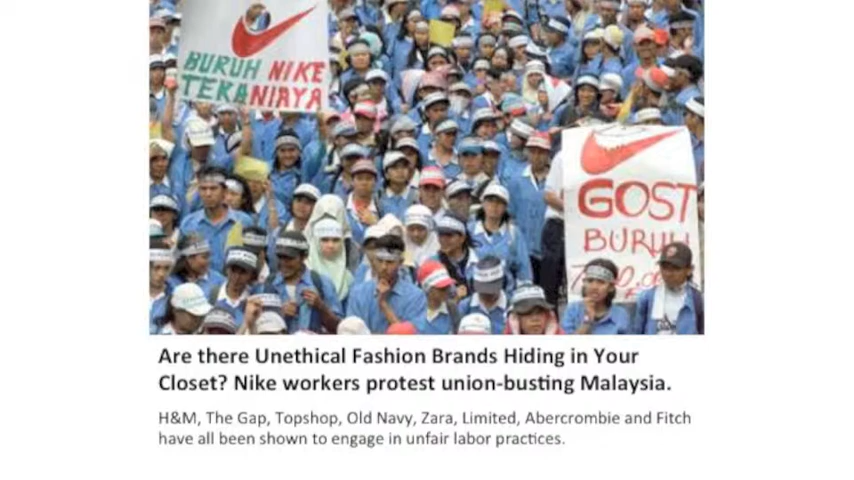 BURUH NIKE
TERANIAYA
GOST
BURUH
Are there Unethical Fashion Brands Hiding in Your
Closet? Nike workers protest union-busting Malaysia.
H&M, The Gap, Topshop, Old Navy, Zara, Limited, Abercrombie and Fitch
have all been shown to engage in unfair labor practices.